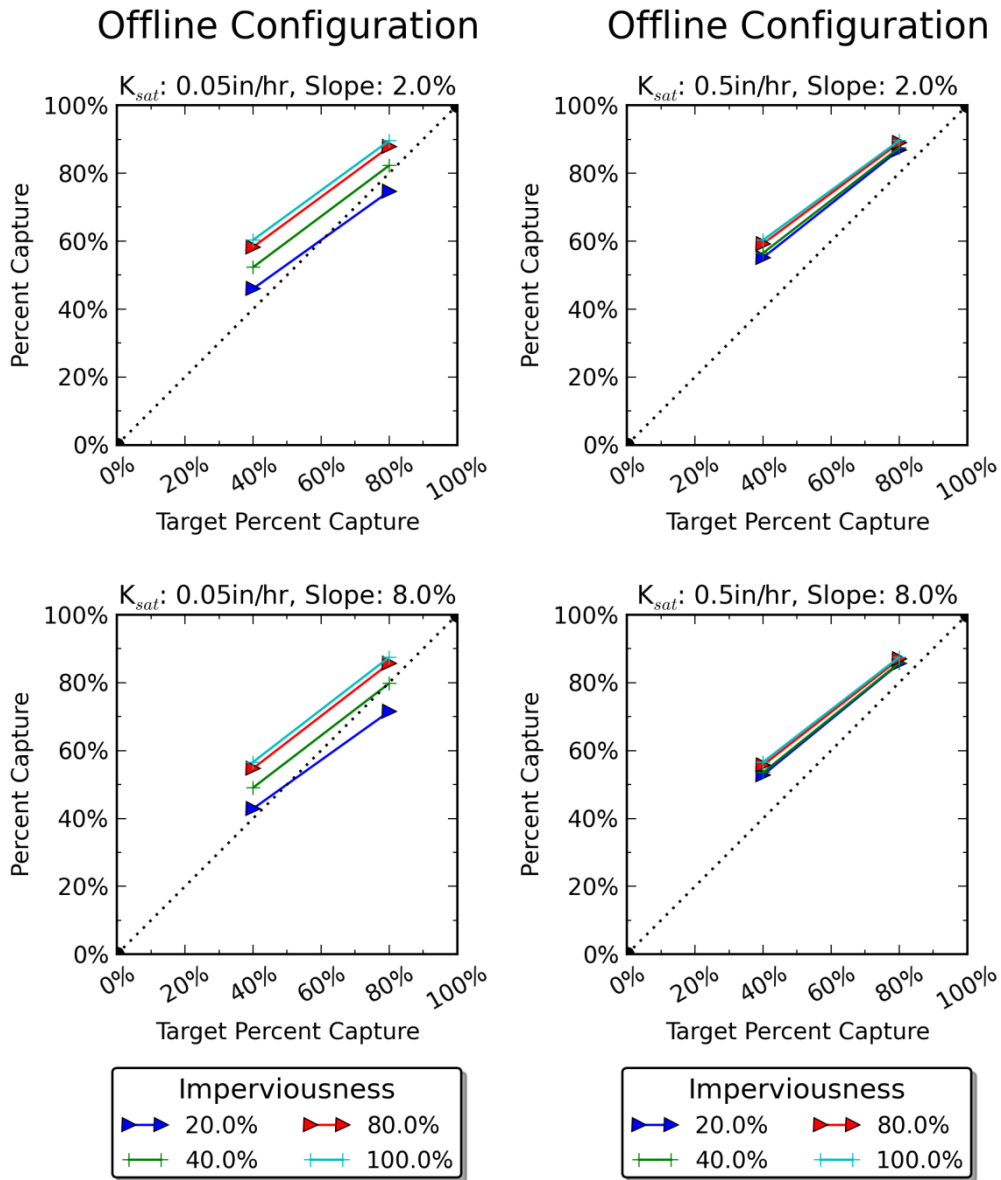 Offline Configuration
Offline Configuration
K_sat: 0.05in/hr, Slope: 2.0%
100%
80%
60%
40%
20%
0%
Percent Capture
0% 20% 40% 60% 80% 100%
Target Percent Capture
K_sat: 0.5in/hr, Slope: 2.0%
100%
80%
60%
40%
20%
0%
Percent Capture
0% 20% 40% 60% 80% 100%
Target Percent Capture
K_sat: 0.05in/hr, Slope: 8.0%
100%
80%
60%
40%
20%
0%
Percent Capture
0% 20% 40% 60% 80% 100%
Target Percent Capture
K_sat: 0.5in/hr, Slope: 8.0%
100%
80%
60%
40%
20%
0%
Percent Capture
0% 20% 40% 60% 80% 100%
Target Percent Capture
Imperviousness
20.0% 80.0%
40.0% 100.0%
Imperviousness
20.0% 80.0%
40.0% 100.0%